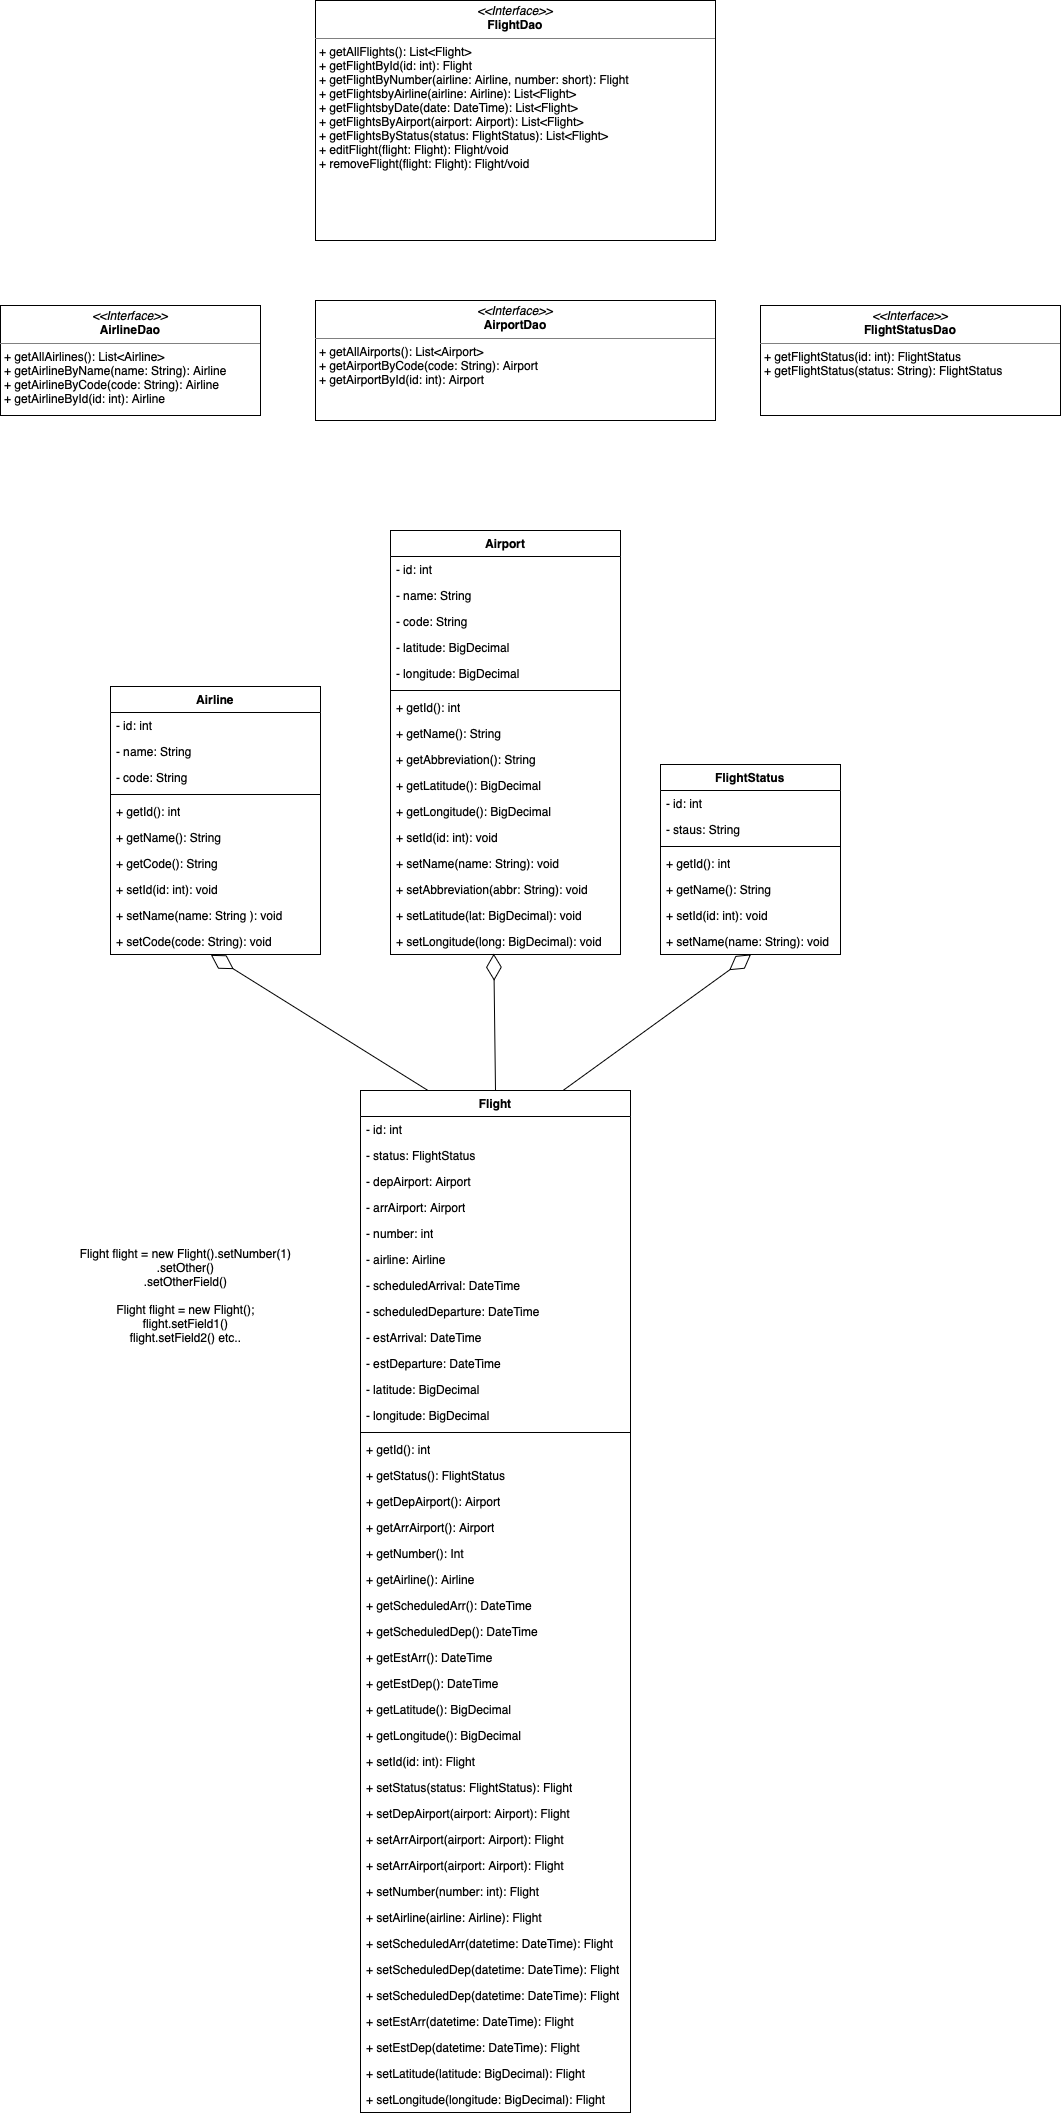 <<Interface>>
FlightDao
+ getAllFlights(): List<Flight>
+ getFlightById(id: int): Flight
+ getFlightByNumber(airline: Airline, number: short): Flight
+ getFlightsbyAirline(airline: Airline): List<Flight>
+ getFlightsbyDate(date: DateTime): List<Flight>
+ getFlightsByAirport(airport: Airport): List<Flight>
+ getFlightsByStatus(status: FlightStatus): List<Flight>
+ editFlight(flight: Flight): Flight/void
+ removeFlight(flight: Flight): Flight/void
<<Interface>>
AirlineDao
+ getAllAirlines(): List<Airline>
+ getAirlineByName(name: String): Airline
+ getAirlineByCode(code: String): Airline
+ getAirlineById(id: int): Airline
<<Interface>>
AirportDao
+ getAllAirports(): List<Airport>
+ getAirportByCode(code: String): Airport
+ getAirportById(id: int): Airport
<<Interface>>
FlightStatusDao
+ getFlightStatus(id: int): FlightStatus
+ getFlightStatus(status: String): FlightStatus
Airport
- id: int
- name: String
- code: String
- latitude: BigDecimal
- longitude: BigDecimal
+ getId(): int
+ getName(): String
+ getAbbreviation(): String
+ getLatitude(): BigDecimal
+ getLongitude(): BigDecimal
+ setId(id: int): void
+ setName(name: String): void
+ setAbbreviation(abbr: String): void
+ setLatitude(lat: BigDecimal): void
+ setLongitude(long: BigDecimal): void
Airline
- id: int
- name: String
- code: String
+ getId(): int
+ getName(): String
+ getCode(): String
+ setId(id: int): void
+ setName(name: String ): void
+ setCode(code: String): void
FlightStatus
- id: int
- staus: String
+ getId(): int
+ getName(): String
+ setId(id: int): void
+ setName(name: String): void
Flight
- id: int
- status: FlightStatus
- depAirport: Airport
- arrAirport: Airport
- number: int
- airline: Airline
- scheduledArrival: DateTime
- scheduledDeparture: DateTime
- estArrival: DateTime
- estDeparture: DateTime
- latitude: BigDecimal
- longitude: BigDecimal
+ getId(): int
+ getStatus(): FlightStatus
+ getDepAirport(): Airport
+ getArrAirport(): Airport
+ getNumber(): Int
+ getAirline(): Airline
+ getScheduledArr(): DateTime
+ getScheduledDep(): DateTime
+ getEstArr(): DateTime
+ getEstDep(): DateTime
+ getLatitude(): BigDecimal
+ getLongitude(): BigDecimal
+ setId(id: int): Flight
+ setStatus(status: FlightStatus): Flight
+ setDepAirport(airport: Airport): Flight
+ setArrAirport(airport: Airport): Flight
+ setArrAirport(airport: Airport): Flight
+ setNumber(number: int): Flight
+ setAirline(airline: Airline): Flight
+ setScheduledArr(datetime: DateTime): Flight
+ setScheduledDep(datetime: DateTime): Flight
+ setScheduledDep(datetime: DateTime): Flight
+ setEstArr(datetime: DateTime): Flight
+ setEstDep(datetime: DateTime): Flight
+ setLatitude(latitude: BigDecimal): Flight
+ setLongitude(longitude: BigDecimal): Flight
Flight flight = new Flight().setNumber(1)
.setOther()
.setOtherField()
Flight flight = new Flight();
flight.setField1()
flight.setField2() etc..